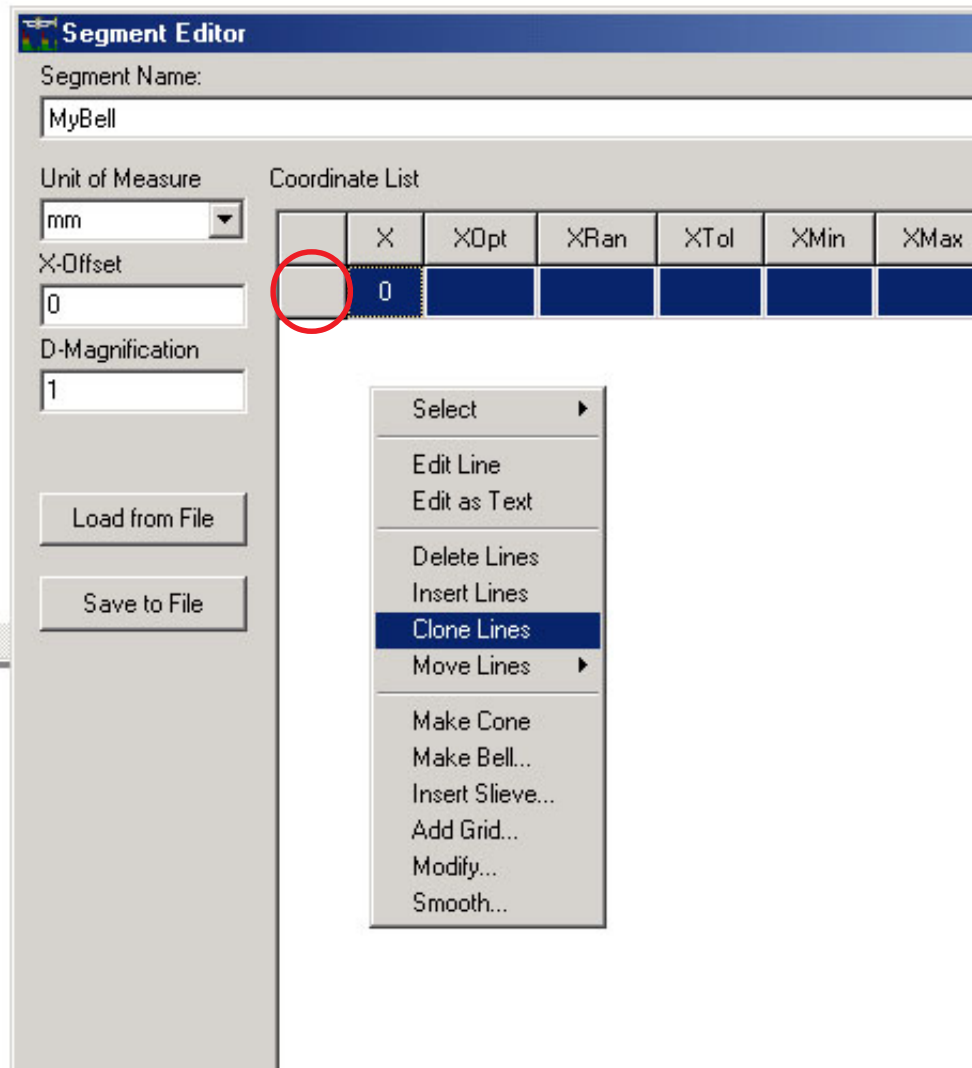 Segment Editor
Segment Name:
MyBell
Unit of Measure
Coordinate List
mm
X XOpt XRan XTol XMin XMax
X-Offset
0
0
D-Magnification
1
Select
Edit Line
Edit as Text
Load from File
Delete Lines
Insert Lines
Save to File
Clone Lines
Move Lines
Make Cone
Make Bell...
Insert Slieve...
Add Grid...
Modify...
Smooth...